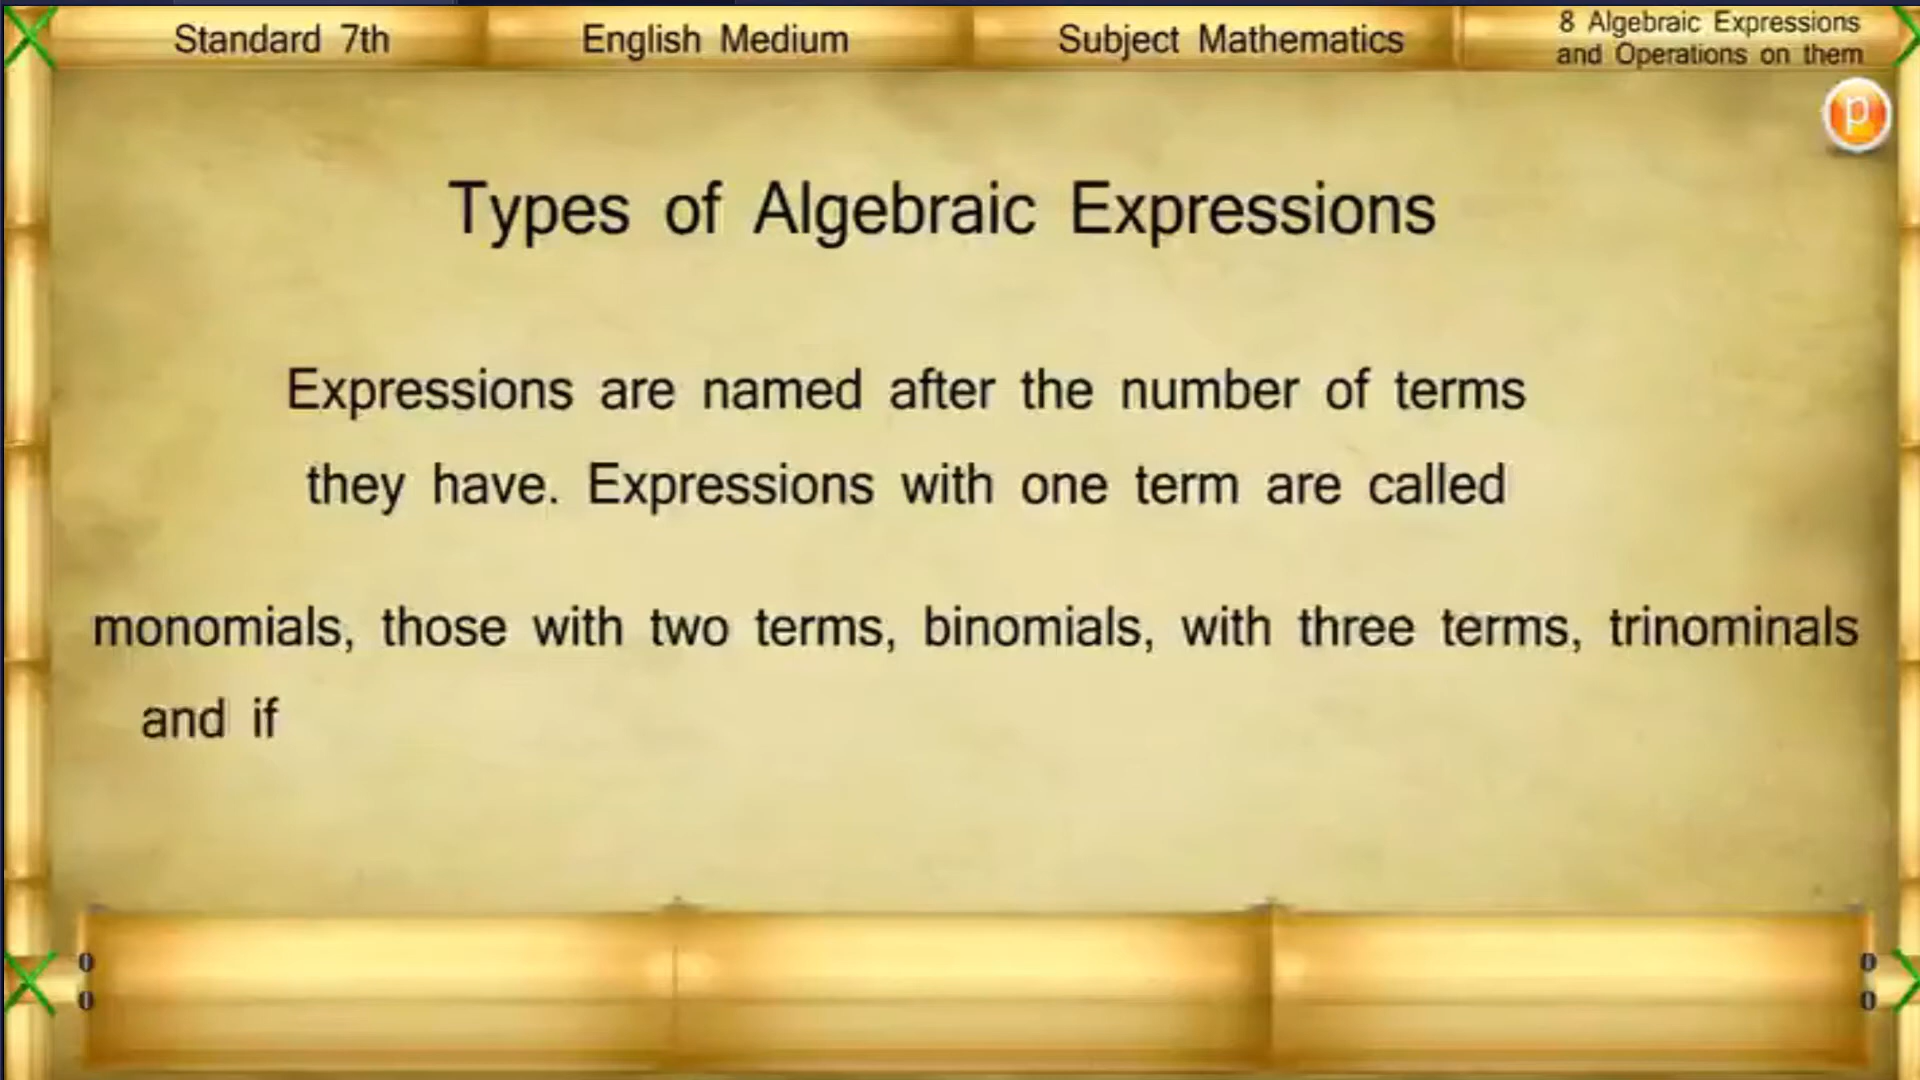 Standard 7th
English Medium
Subject Mathematics
8 Algebraic Expressions
and Operations on them
p
Types of Algebraic Expressions
Expressions are named after the number of terms
they have. Expressions with one term are called
monomials, those with two terms, binomials, with three terms, trinominals
and if